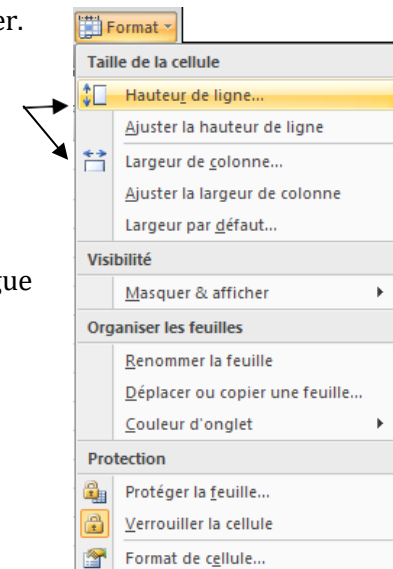 er.
Format
Taille de la cellule
Hauteur de ligne...
Ajuster la hauteur de ligne
Largeur de colonne...
Ajuster la largeur de colonne
Largeur par défaut...
Visibilité
gue
Masquer & afficher
Organiser les feuilles
Renommer la feuille
Déplacer ou copier une feuille...
Couleur d'onglet
Protection
Protéger la feuille...
Verrouiller la cellule
Format de cellule...